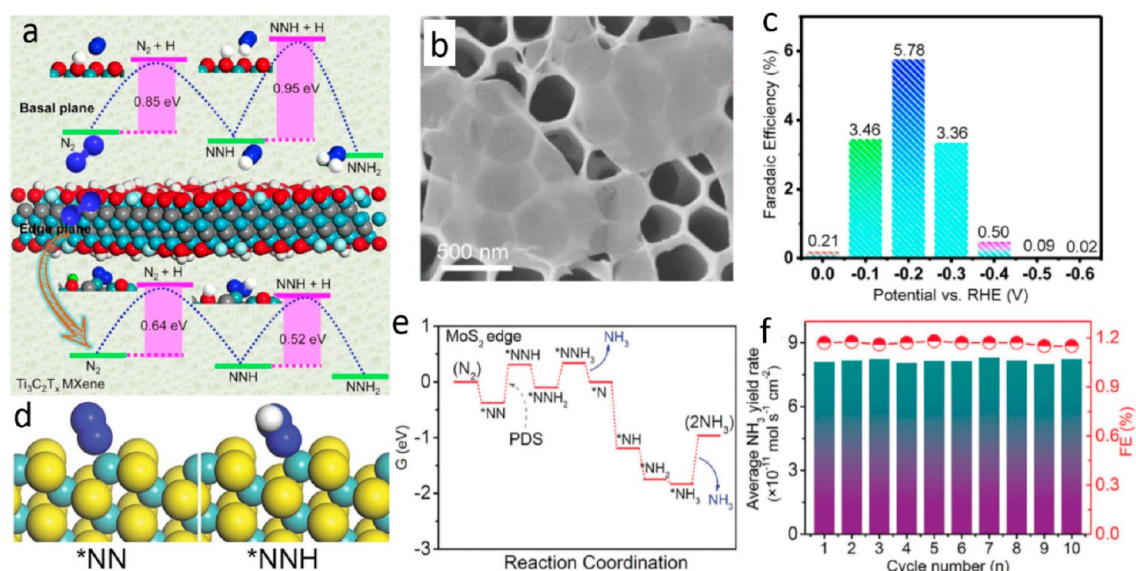 a
N₂ + H
NNH + H
Basal plane
0.85 eV
0.95 eV
N₂
NNH
NNH₂
Edge plane
N₂ + H
NNH + H
0.64 eV
0.52 eV
N₂
NNH
NNH₂
Ti₃C₂Tₓ MXene
b
500 nm
c
Faradaic Efficiency (%)
6
4
2
0
0.21
3.46
5.78
3.36
0.50
0.09
0.02
0.0 -0.1 -0.2 -0.3 -0.4 -0.5 -0.6
Potential vs. RHE (V)
d
*NN
*NNH
e
MoS₂ edge
G (eV)
1
0
-1
-2
-3
(N₂)
*NN
*NNH
*NNH₂
*NNH₃
NH₃
*N
PDS
*NH
*NH₂
*NH₃
(2NH₃)
NH₃
Reaction Coordination
f
Average NH₃ yield rate
(×10⁻¹¹ mol s⁻¹ cm⁻²)
9
6
3
0
1 2 3 4 5 6 7 8 9 10
Cycle number (n)
1.2
0.9
0.6
0.3
0.0
FE (%)